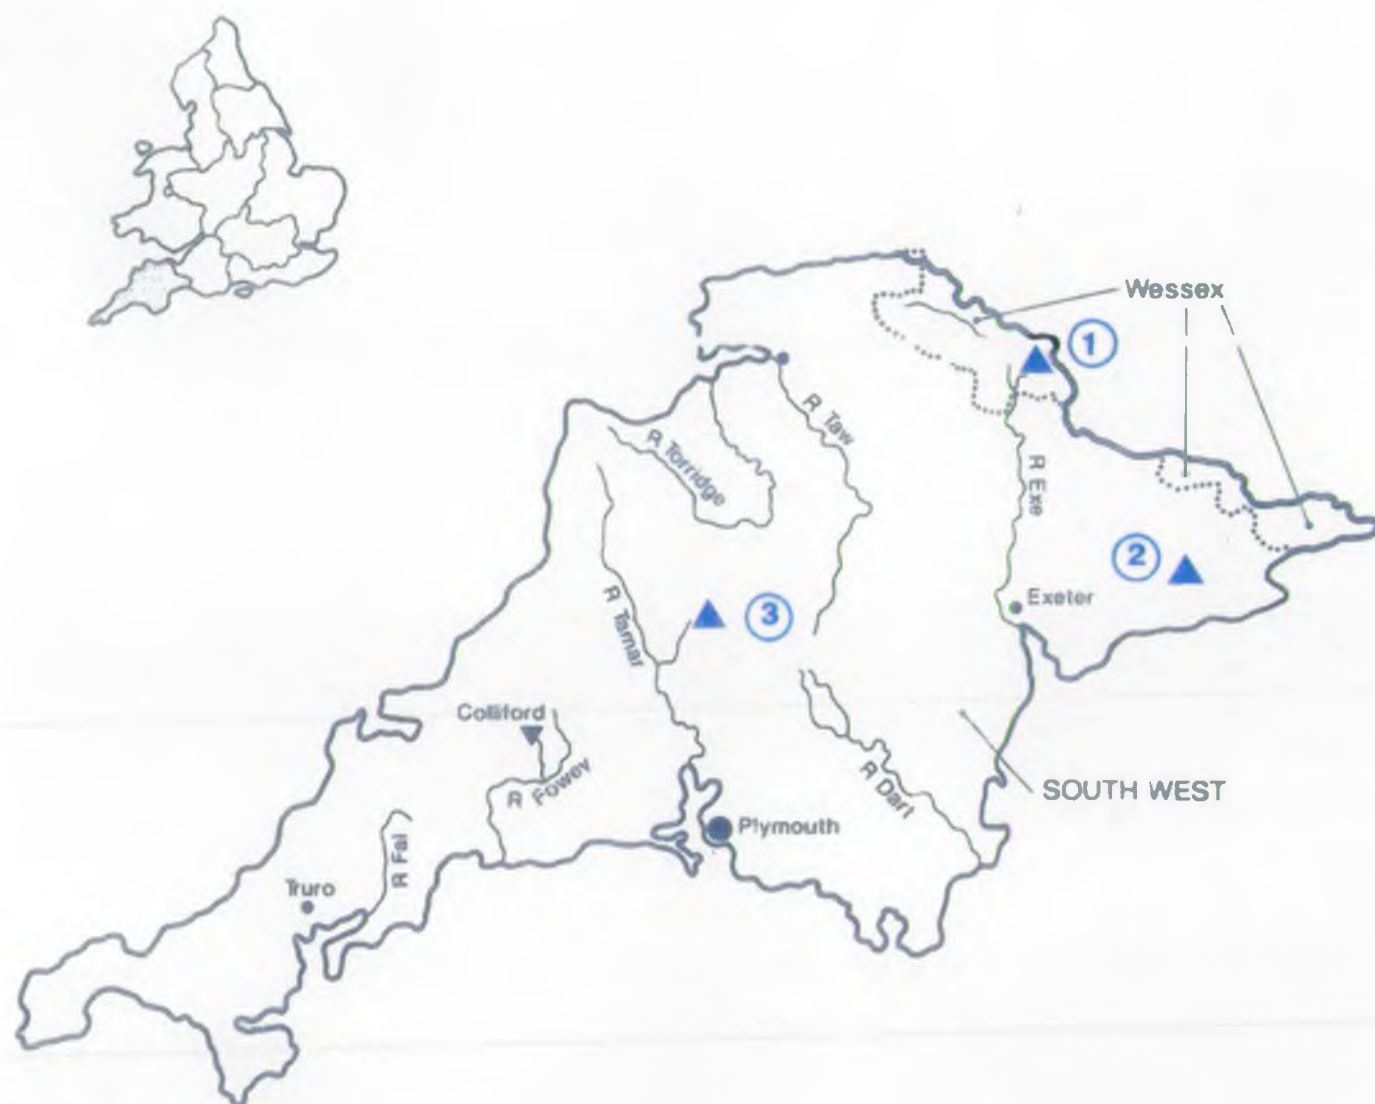 Wessex
1
R Taw
R Torridge
R Exe
2
Exeter
3
R Tamar
Colliford
R Fowey
SOUTH WEST
R Dart
Plymouth
R Fal
Truro